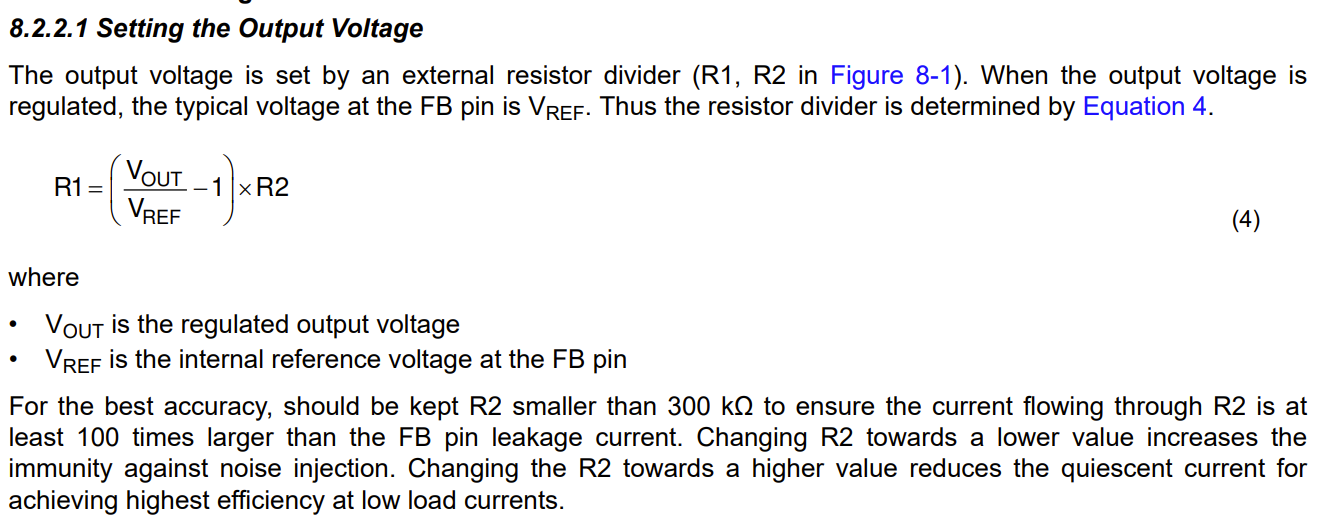 8.2.2.1 Setting the Output Voltage
The output voltage is set by an external resistor divider (R1, R2 in Figure 8-1). When the output voltage is
regulated, the typical voltage at the FB pin is VREF. Thus the resistor divider is determined by Equation 4.
R1 = (VOUT / VREF − 1) × R2
(4)
where
• VOUT is the regulated output voltage
• VREF is the internal reference voltage at the FB pin
For the best accuracy, should be kept R2 smaller than 300 kΩ to ensure the current flowing through R2 is at
least 100 times larger than the FB pin leakage current. Changing R2 towards a lower value increases the
immunity against noise injection. Changing the R2 towards a higher value reduces the quiescent current for
achieving highest efficiency at low load currents.